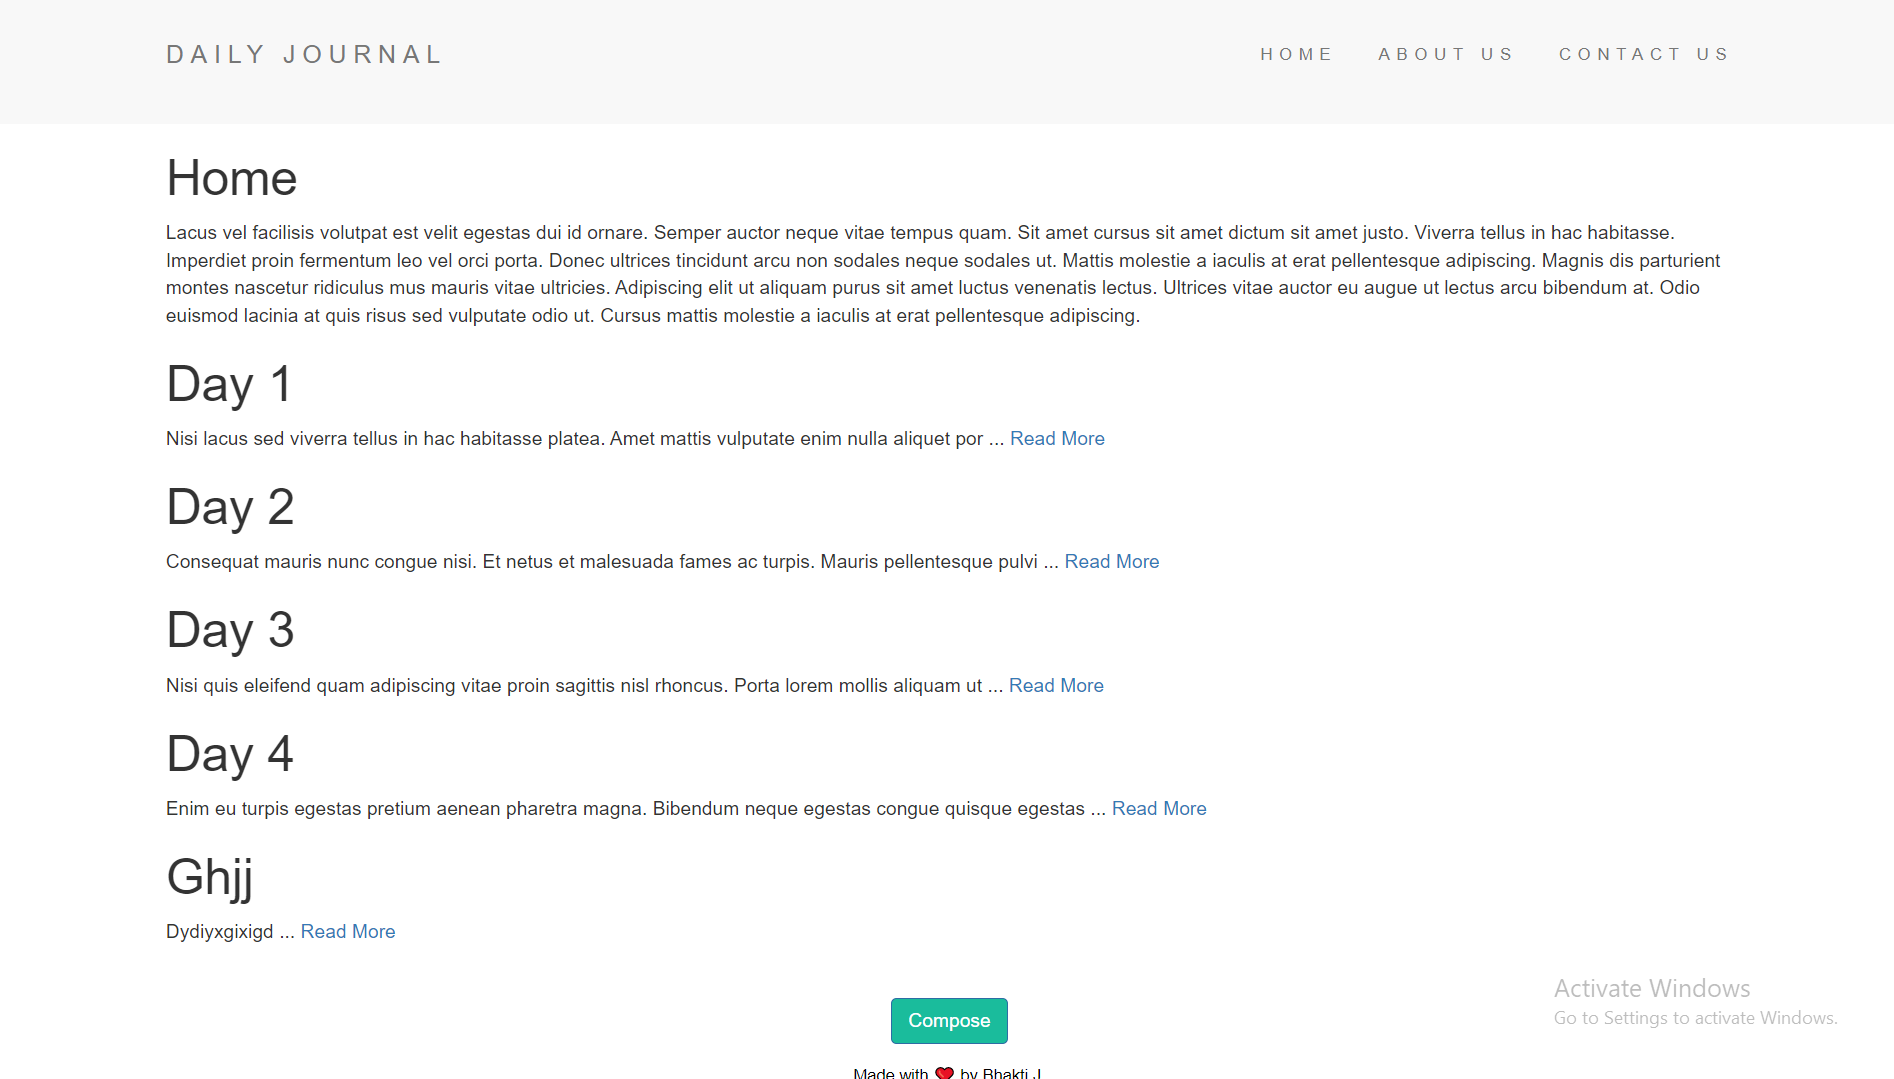 DAILY JOURNAL
HOME ABOUT US CONTACT US
Home
Lacus vel facilisis volutpat est velit egestas dui id ornare. Semper auctor neque vitae tempus quam. Sit amet cursus sit amet dictum sit amet justo. Viverra tellus in hac habitasse.
Imperdiet proin fermentum leo vel orci porta. Donec ultrices tincidunt arcu non sodales neque sodales ut. Mattis molestie a iaculis at erat pellentesque adipiscing. Magnis dis parturient
montes nascetur ridiculus mus mauris vitae ultricies. Adipiscing elit ut aliquam purus sit amet luctus venenatis lectus. Ultrices vitae auctor eu augue ut lectus arcu bibendum at. Odio
euismod lacinia at quis risus sed vulputate odio ut. Cursus mattis molestie a iaculis at erat pellentesque adipiscing.
Day 1
Nisi lacus sed viverra tellus in hac habitasse platea. Amet mattis vulputate enim nulla aliquet por ... Read More
Day 2
Consequat mauris nunc congue nisi. Et netus et malesuada fames ac turpis. Mauris pellentesque pulvi ... Read More
Day 3
Nisi quis eleifend quam adipiscing vitae proin sagittis nisl rhoncus. Porta lorem mollis aliquam ut ... Read More
Day 4
Enim eu turpis egestas pretium aenean pharetra magna. Bibendum neque egestas congue quisque egestas ... Read More
Ghjj
Dydiyxgixigd ... Read More
Activate Windows
Go to Settings to activate Windows.
Compose
Made with ❤ by Bhakti J